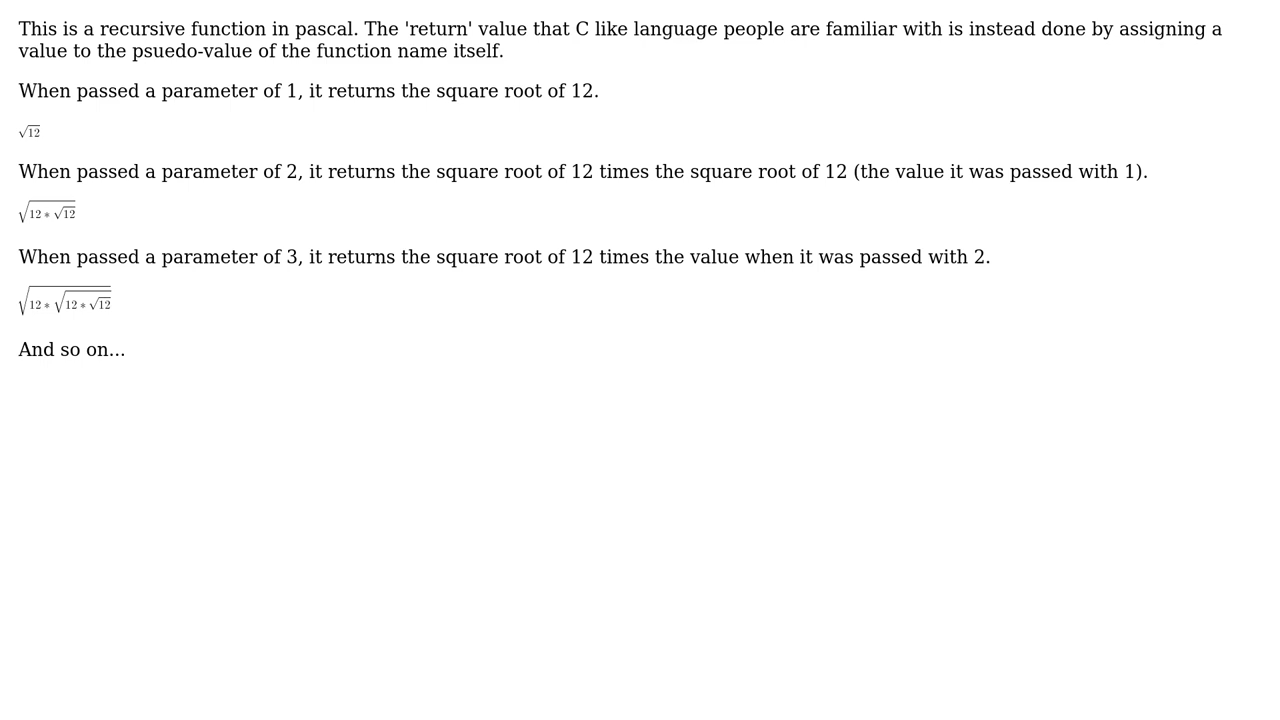 This is a recursive function in pascal. The 'return' value that C like language people are familiar with is instead done by assigning a
value to the psuedo-value of the function name itself.
When passed a parameter of 1, it returns the square root of 12.
√12
When passed a parameter of 2, it returns the square root of 12 times the square root of 12 (the value it was passed with 1).
√(12 * √12)
When passed a parameter of 3, it returns the square root of 12 times the value when it was passed with 2.
√(12 * √(12 * √12))
And so on...